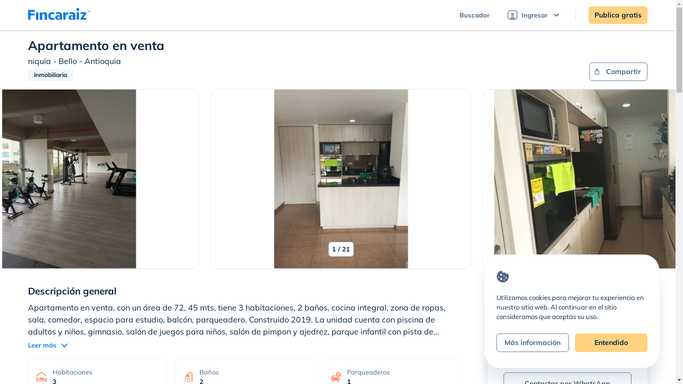 Fincaraiz
Buscador
Ingresar
Publica gratis
Apartamento en venta
niquia - Bello - Antioquia
Inmobiliaria
Compartir
1 / 21
Descripción general
Apartamento en venta, con un área de 72, 45 mts, tiene 3 habitaciones, 2 baños, cocina integral, zona de ropas,
sala, comedor, espacio para estudio, balcón, parqueadero. Construido 2019. La unidad cuenta con piscina de
adultos y niños, gimnasio, salón de juegos para niños, salón de pimpon y ajedrez, parque infantil con pista de...
Leer más
Utilizamos cookies para mejorar tu experiencia en
nuestro sitio web. Al continuar en el sitio
consideramos que aceptas su uso.
Más información
Entendido
Habitaciones
3
Baños
2
Parqueaderos
1
Contactar por WhatsApp